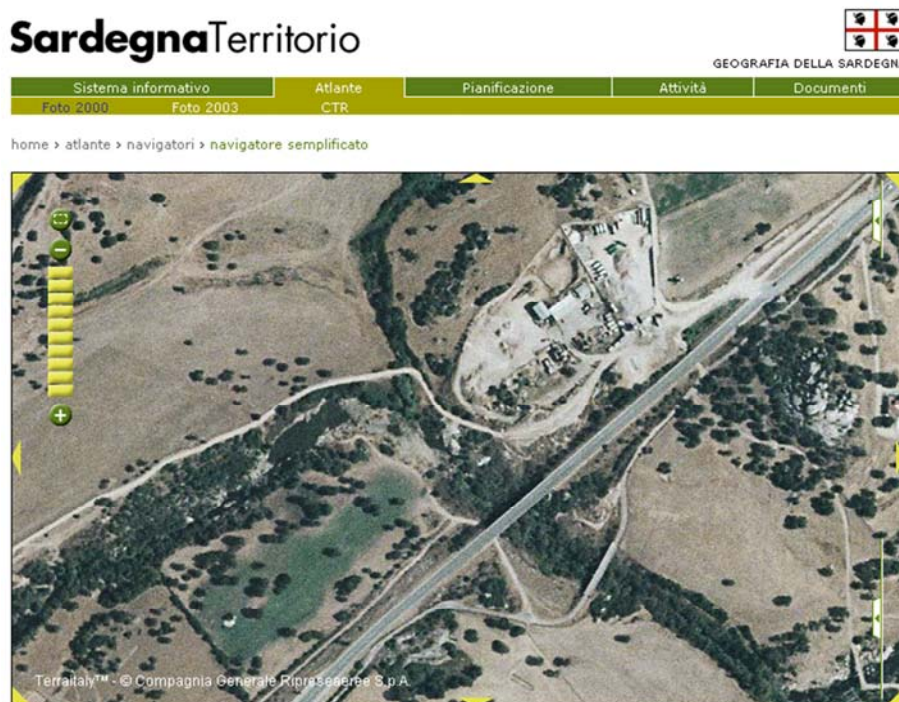 SardegnaTerritorio
GEOGRAFIA DELLA SARDEGNA
Sistema informativo Atlante Pianificazione Attività Documenti
Foto 2000 Foto 2003 CTR
home › atlante › navigatori › navigatore semplificato
Terraitaly™ - © Compagnia Generale Ripreseaeree S.p.A.